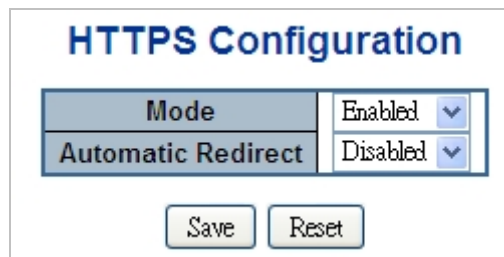 HTTPS Configuration
Mode Enabled
Automatic Redirect Disabled
Save Reset